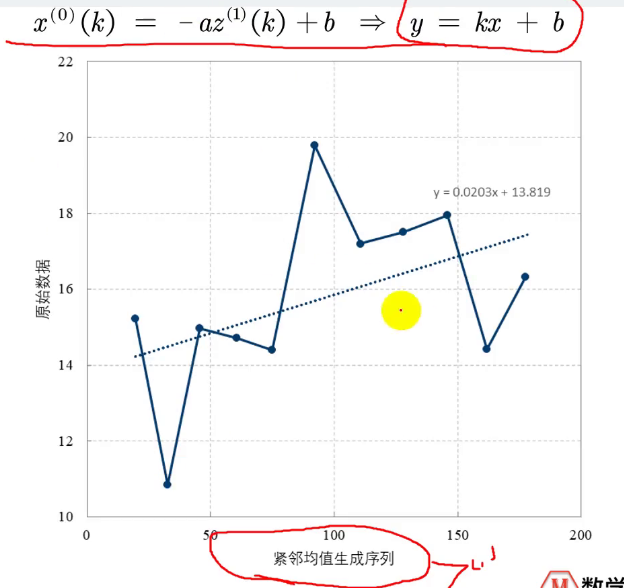 x⁽⁰⁾(k) = -az⁽¹⁾(k) + b ⇒ y = kx + b
22
20
y = 0.0203x + 13.819
18
原始数据
16
14
12
10
0 50 100 150 200
紧邻均值生成序列
数学